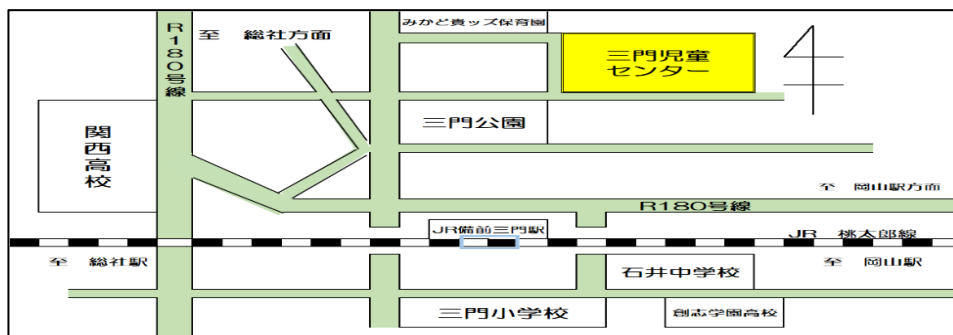 みかど貴ッズ保育園
R180号線
至 総社方面
三門児童
センター
関西高校
三門公園
至 岡山駅方面
R180号線
JR備前三門駅
JR 桃太郎線
至 総社駅
石井中学校
至 岡山駅
三門小学校
創志学園高校